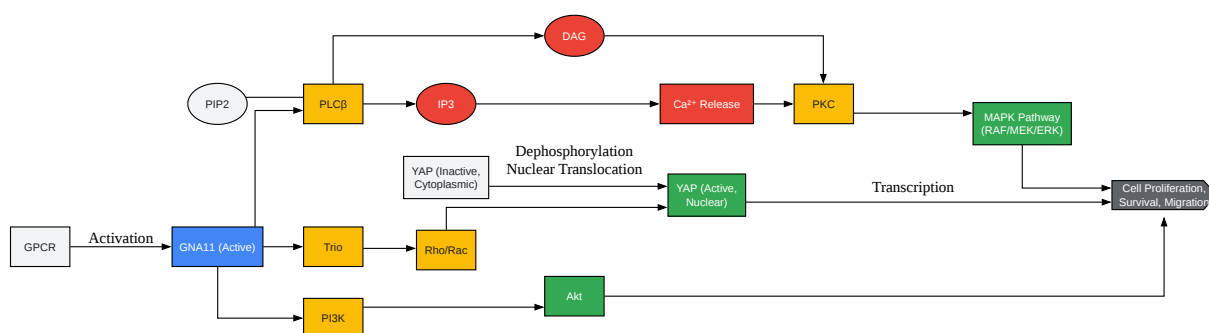 DAG
PIP2
PLCβ
IP3
Ca²⁺ Release
PKC
MAPK Pathway
(RAF/MEK/ERK)
YAP (Inactive,
Cytoplasmic)
Dephosphorylation
Nuclear Translocation
YAP (Active,
Nuclear)
Transcription
Cell Proliferation,
Survival, Migration
GPCR
Activation
GNA11 (Active)
Trio
Rho/Rac
PI3K
Akt